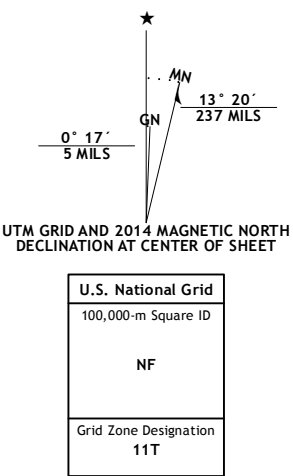 ★
MN
GN
13° 20´
237 MILS
0° 17´
5 MILS
UTM GRID AND 2014 MAGNETIC NORTH
DECLINATION AT CENTER OF SHEET
U.S. National Grid
100,000-m Square ID
NF
Grid Zone Designation
11T